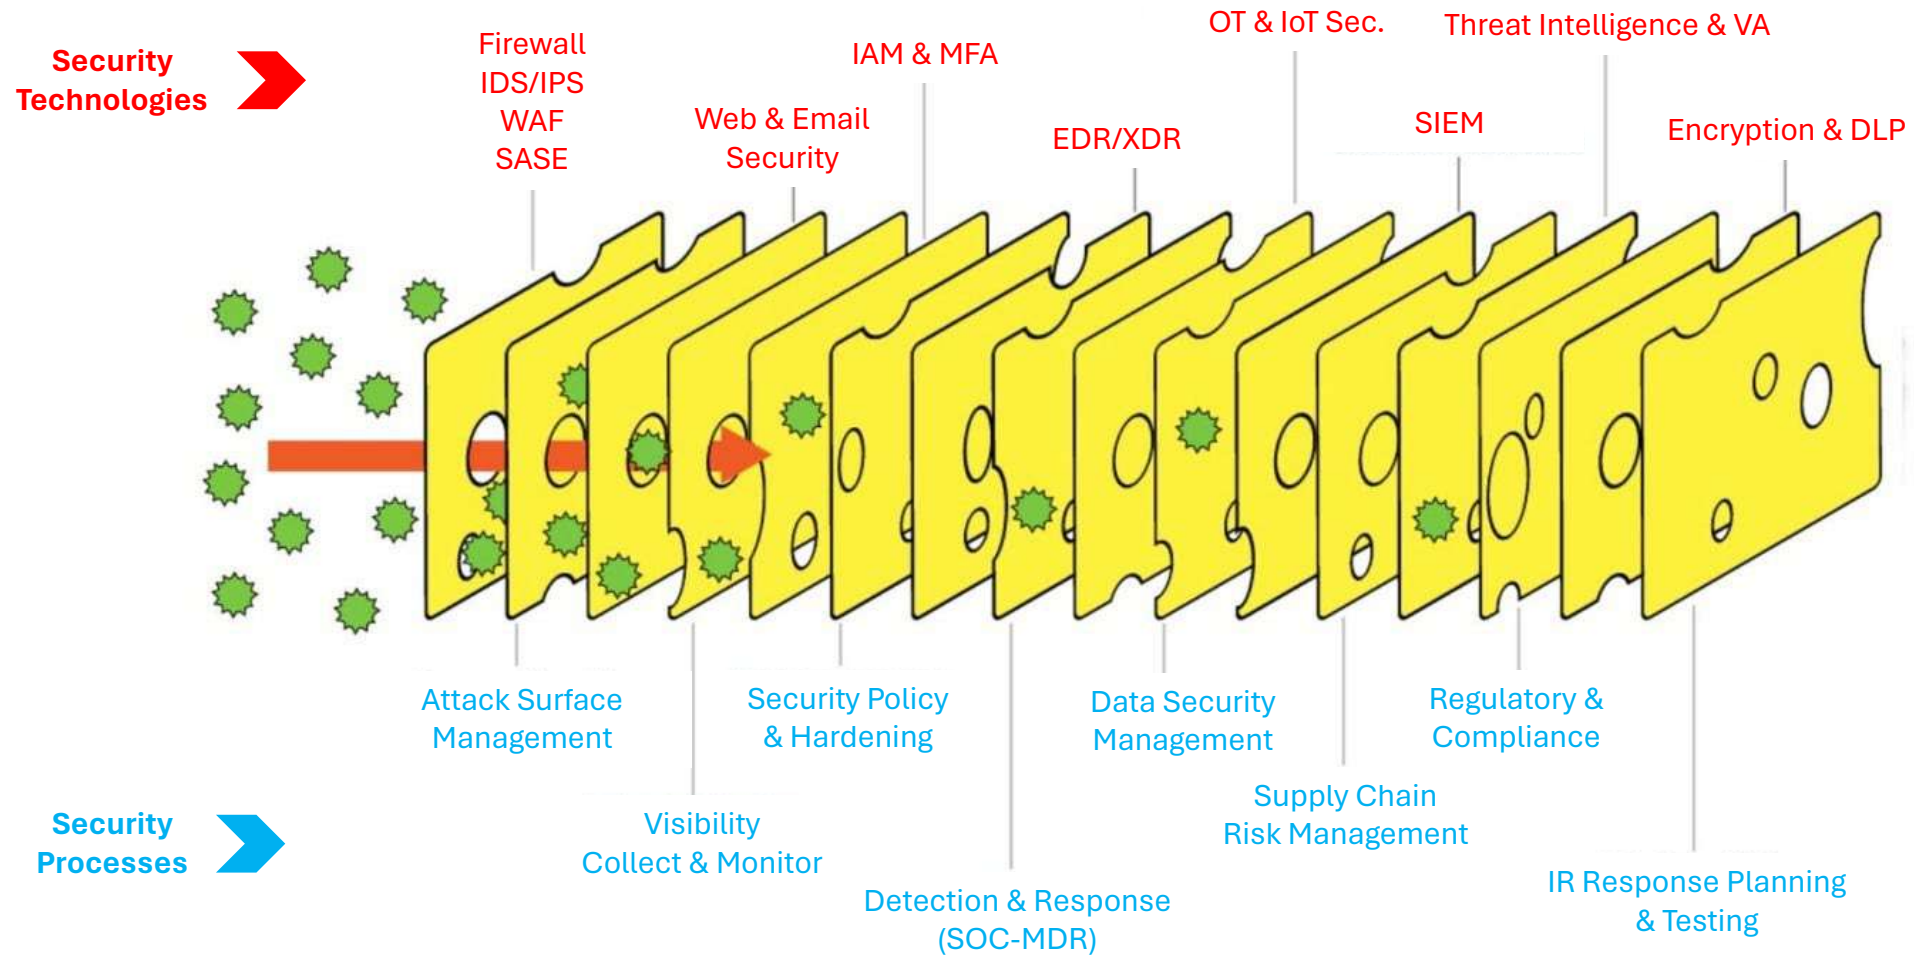 Security
Technologies
Firewall
IDS/IPS
WAF
SASE
Web & Email
Security
IAM & MFA
EDR/XDR
OT & IoT Sec.
SIEM
Threat Intelligence & VA
Encryption & DLP
Security
Processes
Attack Surface
Management
Visibility
Collect & Monitor
Security Policy
& Hardening
Detection & Response
(SOC-MDR)
Data Security
Management
Supply Chain
Risk Management
Regulatory &
Compliance
IR Response Planning
& Testing